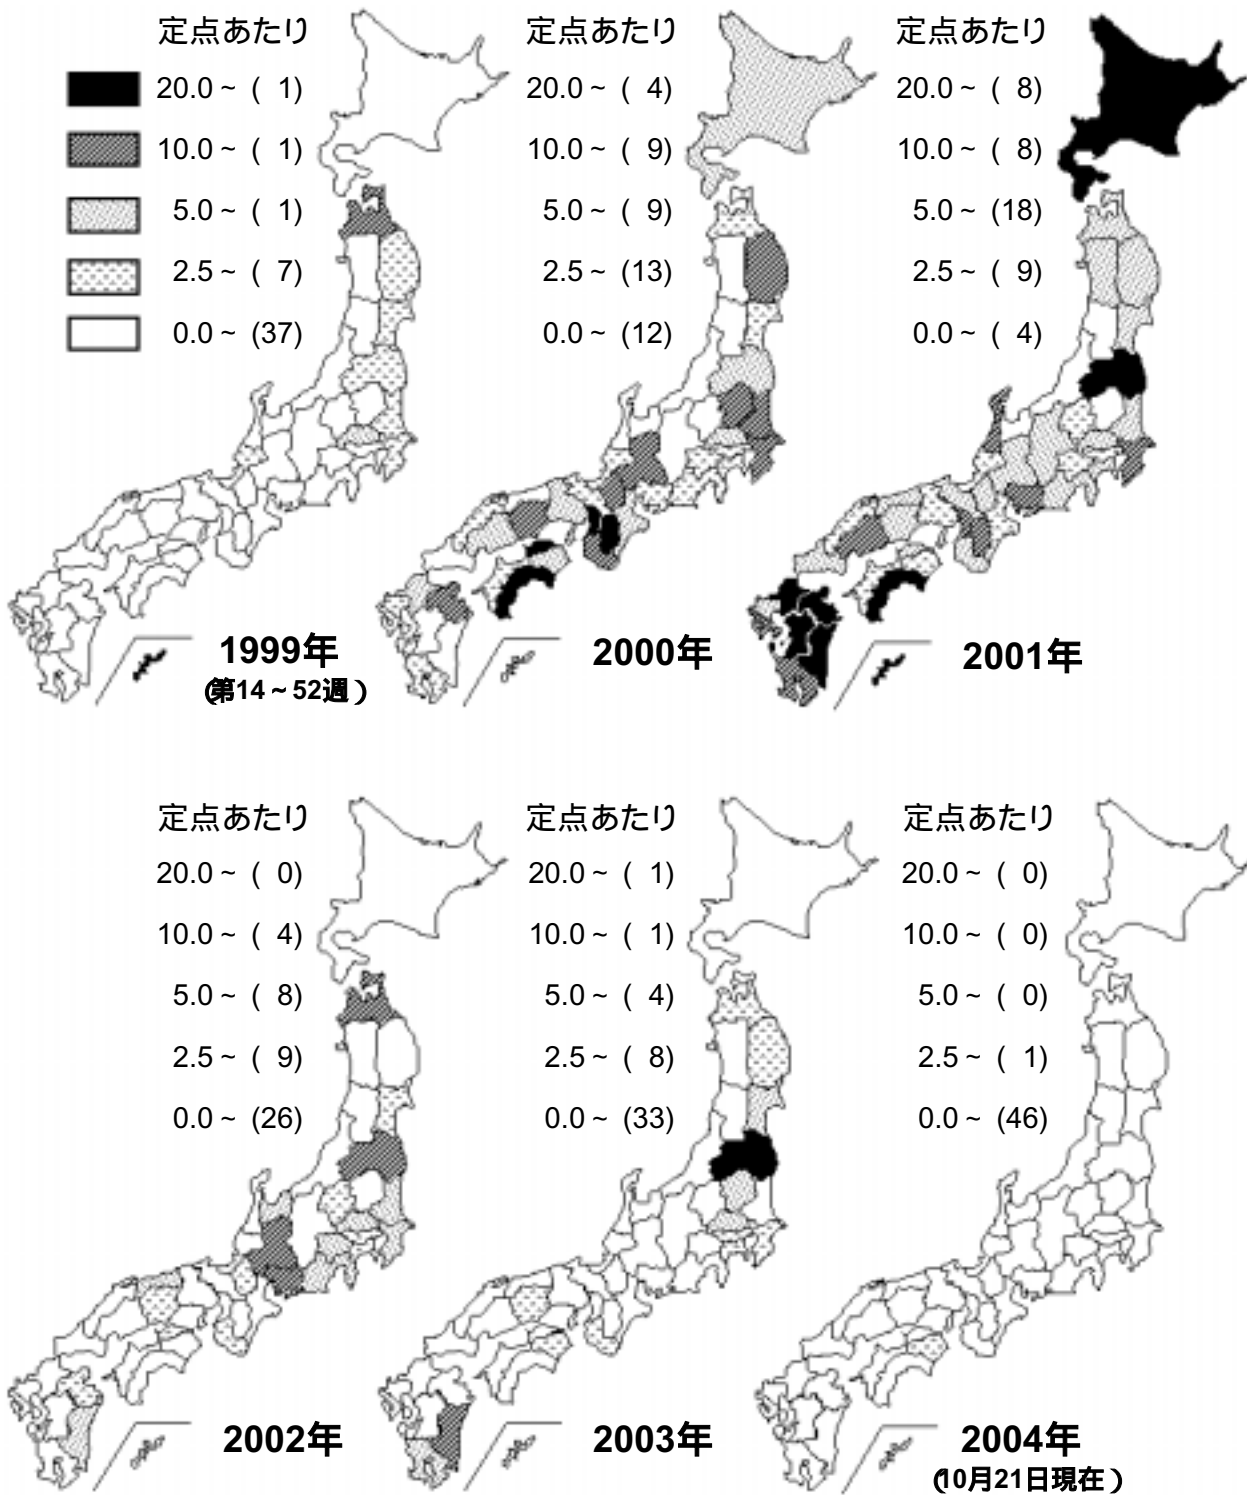 定点あたり
20.0～ ( 1)
10.0～ ( 1)
5.0～ ( 1)
2.5～ ( 7)
0.0～ (37)
1999年
(第14～52週)
定点あたり
20.0～ ( 4)
10.0～ ( 9)
5.0～ ( 9)
2.5～ (13)
0.0～ (12)
2000年
定点あたり
20.0～ ( 8)
10.0～ ( 8)
5.0～ (18)
2.5～ ( 9)
0.0～ ( 4)
2001年
定点あたり
20.0～ ( 0)
10.0～ ( 4)
5.0～ ( 8)
2.5～ ( 9)
0.0～ (26)
2002年
定点あたり
20.0～ ( 1)
10.0～ ( 1)
5.0～ ( 4)
2.5～ ( 8)
0.0～ (33)
2003年
定点あたり
20.0～ ( 0)
10.0～ ( 0)
5.0～ ( 0)
2.5～ ( 1)
0.0～ (46)
2004年
(10月21日現在)